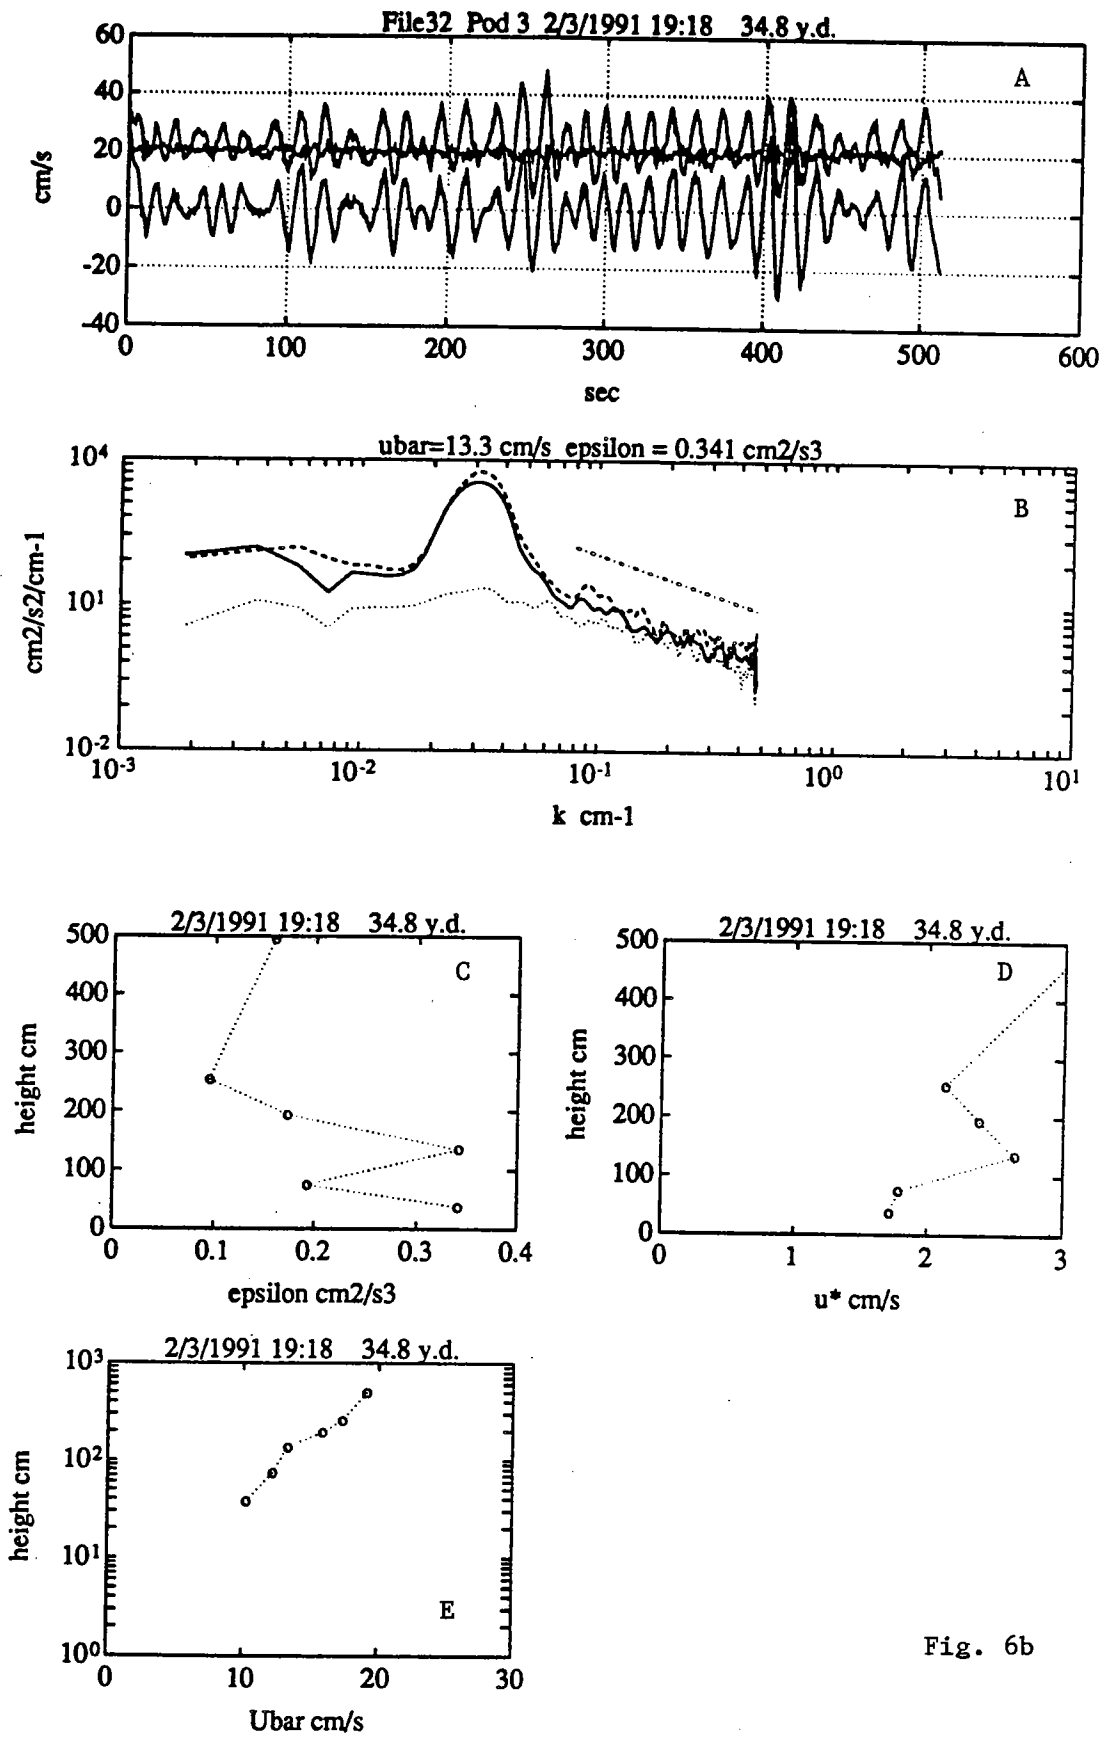 File32 Pod 3 2/3/1991 19:18 34.8 y.d.
60
40
20
0
-20
-40
cm/s
A
0 100 200 300 400 500 600
sec
ubar=13.3 cm/s epsilon = 0.341 cm2/s3
10^4
10^1
10^-2
cm2/s2/cm-1
B
10^-3 10^-2 10^-1 10^0 10^1
k cm-1
2/3/1991 19:18 34.8 y.d.
500
400
300
200
100
0
height cm
C
0 0.1 0.2 0.3 0.4
epsilon cm2/s3
2/3/1991 19:18 34.8 y.d.
500
400
300
200
100
0
height cm
D
0 1 2 3
u* cm/s
2/3/1991 19:18 34.8 y.d.
10^3
10^2
10^1
10^0
height cm
E
0 10 20 30
Ubar cm/s
Fig. 6b